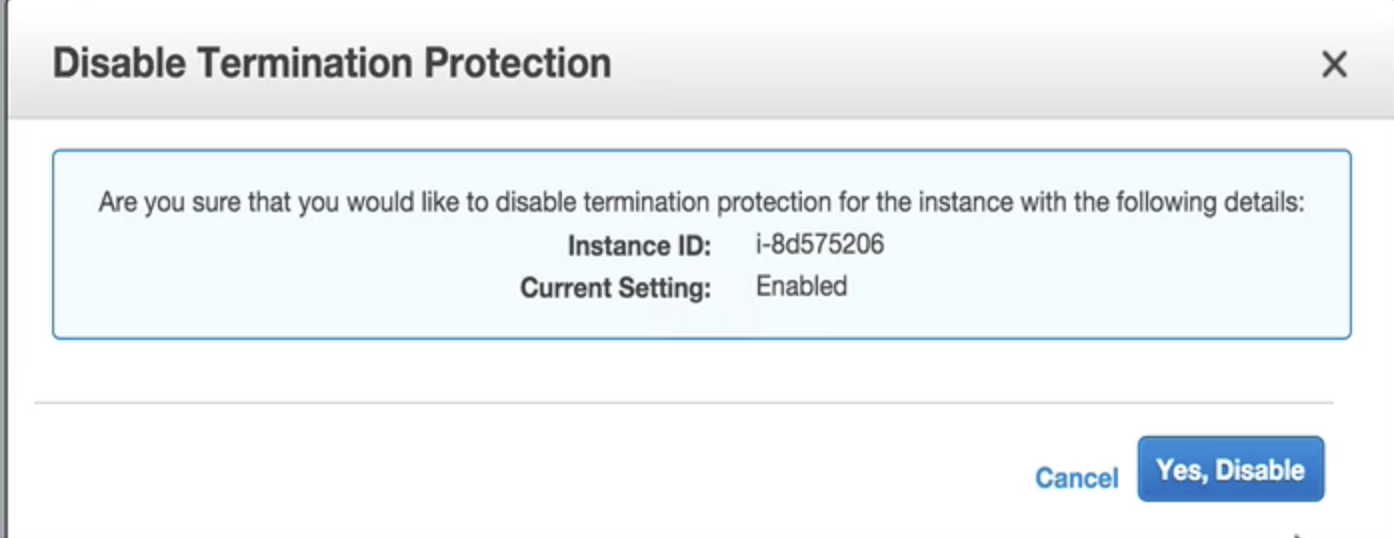 Disable Termination Protection
Are you sure that you would like to disable termination protection for the instance with the following details:
Instance ID: i-8d575206
Current Setting: Enabled
Cancel Yes, Disable